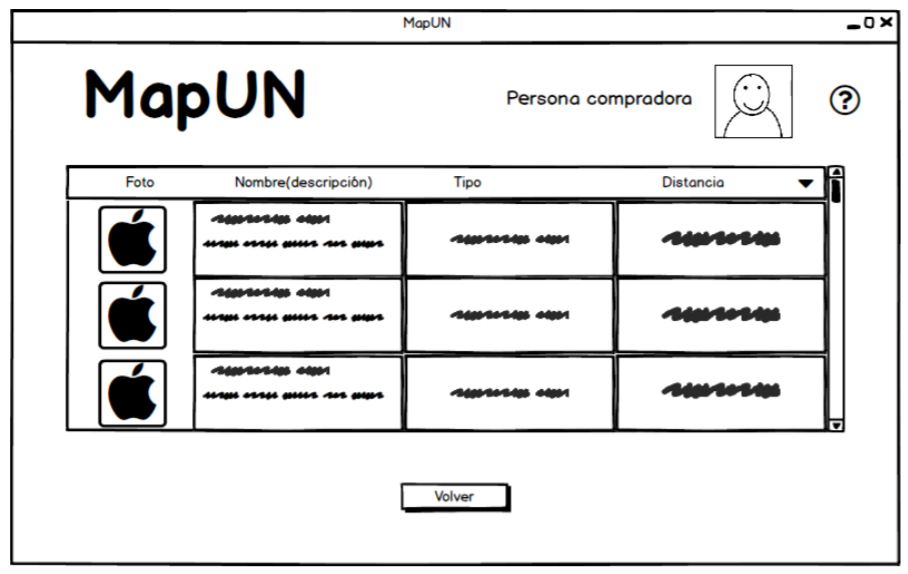 MapUN
MapUN
Persona compradora
?
Foto Nombre(descripción) Tipo Distancia
Volver